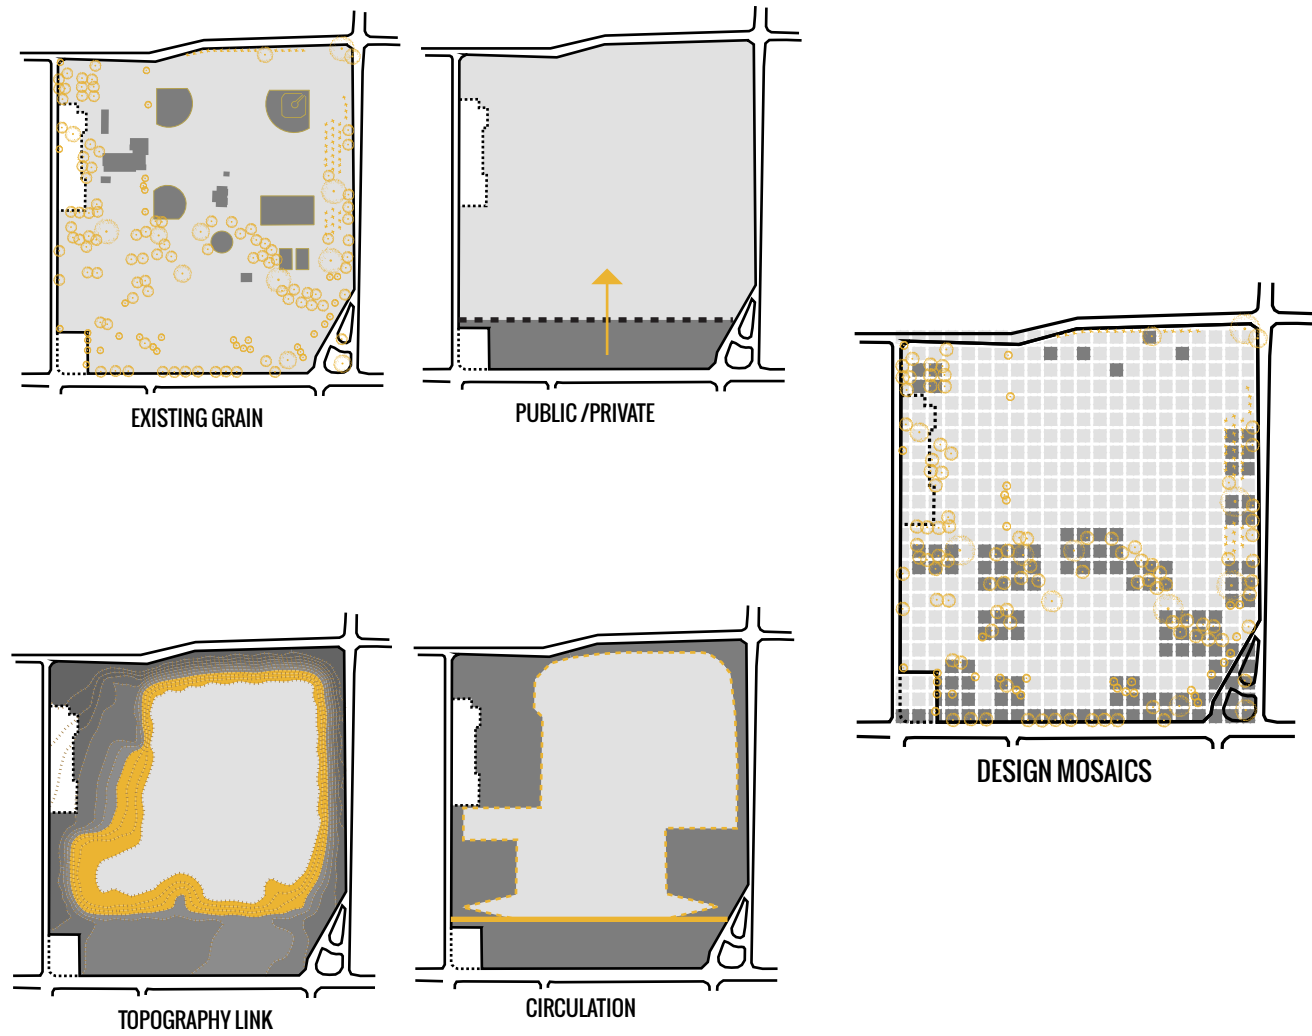 EXISTING GRAIN
PUBLIC /PRIVATE
DESIGN MOSAICS
TOPOGRAPHY LINK
CIRCULATION